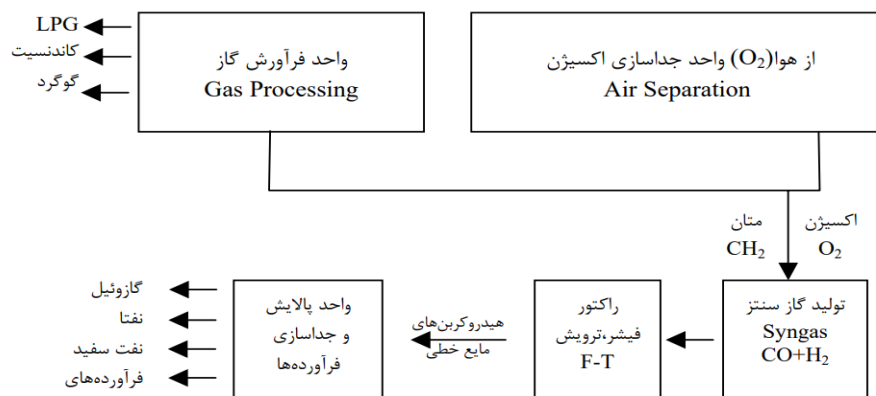 LPG
کاندنسیت
گوگرد
واحد فرآورش گاز
Gas Processing
از هوا(O₂) واحد جداسازی اکسیژن
Air Separation
متان
CH₂
اکسیژن
O₂
تولید گاز سنتز
Syngas
CO+H₂
راکتور
فیشر،ترویش
F-T
هیدروکربن‌های
مایع خطی
واحد پالایش
و جداسازی
فرآورده‌ها
گازوئیل
نفتا
نفت سفید
فرآورده‌های